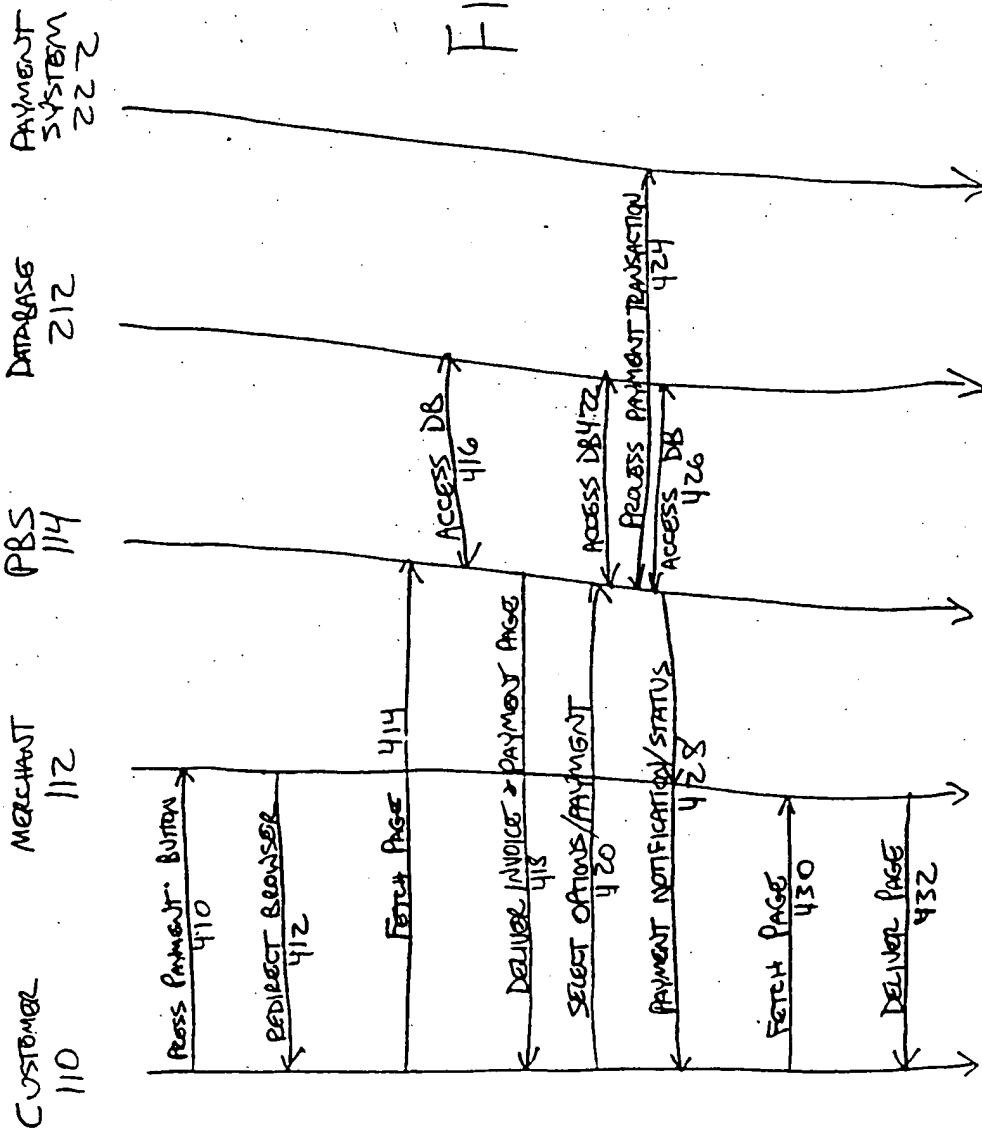 CUSTOMER
110
MERCHANT
112
PBS
114
DATABASE
212
PAYMENT
SYSTEM
222
PRESS PAYMENT BUTTON
410
REDIRECT BROWSER
412
FETCH PAGE 414
ACCESS DB
416
DELIVER INVOICE & PAYMENT PAGE
418
SELECT OPTIONS/PAYMENT
420
ACCESS DB 422
PROCESS PAYMENT TRANSACTION
424
ACCESS DB
426
PAYMENT NOTIFICATION/STATUS
428
FETCH PAGE
430
DELIVER PAGE
432